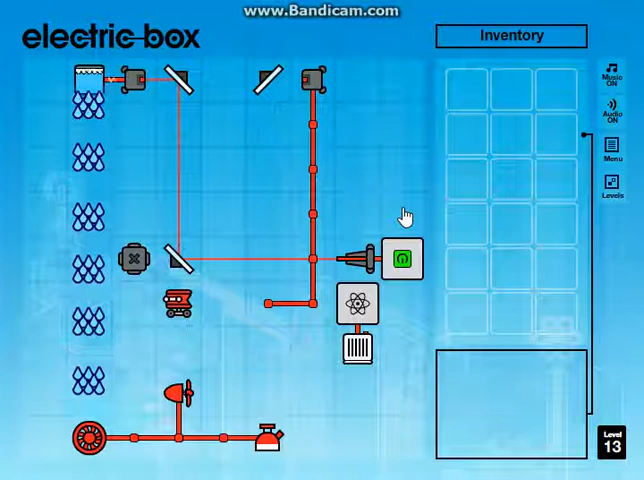 www.Bandicam.com
electric box
Inventory
Music
ON
Audio
ON
Menu
Levels
Level
13